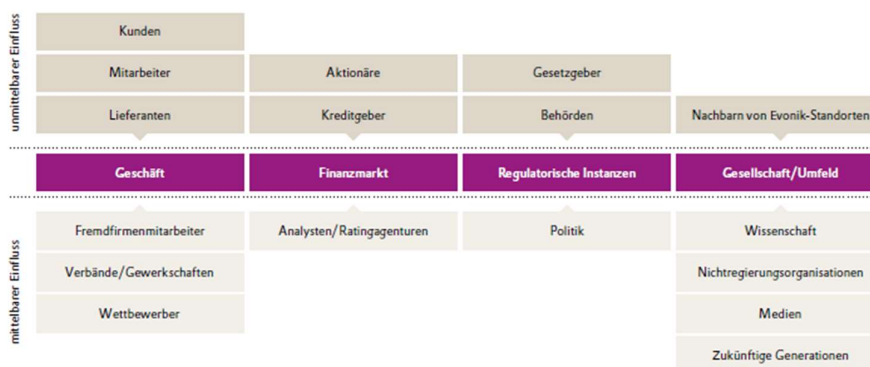 unmittelbarer Einfluss
Kunden
Mitarbeiter
Aktionäre
Gesetzgeber
Lieferanten
Kreditgeber
Behörden
Nachbarn von Evonik-Standorten
Geschäft
Finanzmarkt
Regulatorische Instanzen
Gesellschaft/Umfeld
mittelbarer Einfluss
Fremdfirmenmitarbeiter
Analysten/Ratingagenturen
Politik
Wissenschaft
Verbände/Gewerkschaften
Nichtregierungsorganisationen
Wettbewerber
Medien
Zukünftige Generationen